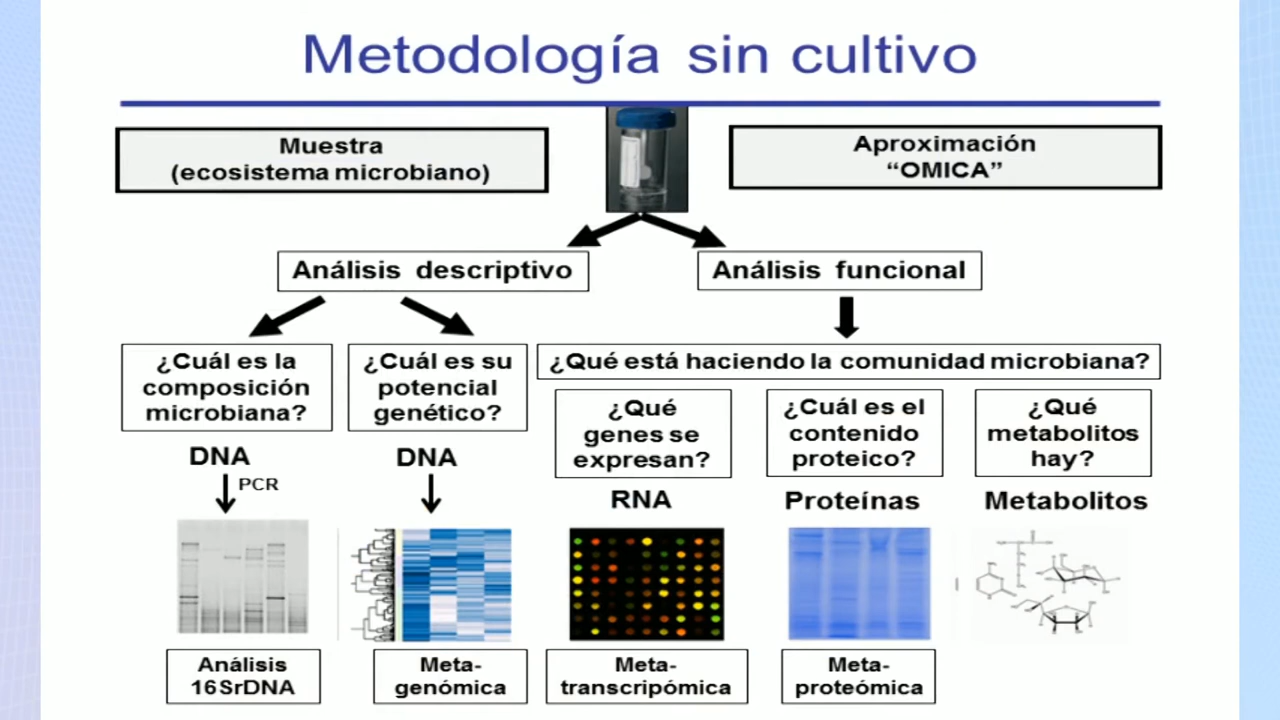 Metodología sin cultivo
Muestra
(ecosistema microbiano)
Aproximación
“OMICA”
Análisis descriptivo
Análisis funcional
¿Cuál es la
composición
microbiana?
¿Cuál es su
potencial
genético?
¿Qué está haciendo la comunidad microbiana?
¿Qué
genes se
expresan?
¿Cuál es el
contenido
proteico?
¿Qué
metabolitos
hay?
DNA
PCR
DNA
RNA
Proteínas
Metabolitos
Análisis
16SrDNA
Meta-
genómica
Meta-
transcripómica
Meta-
proteómica